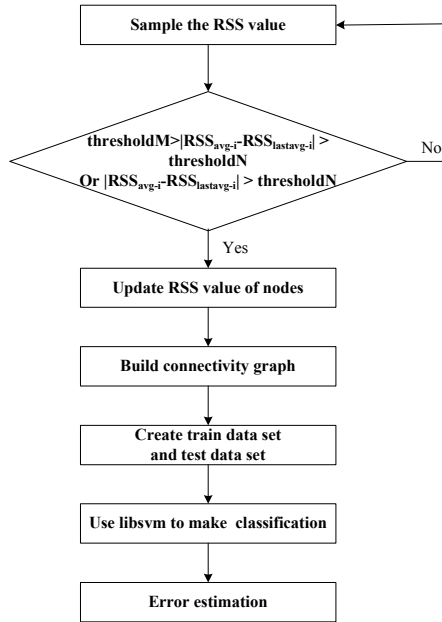 Sample the RSS value
thresholdM>|RSSavg-i-RSSlastavg-i| >
thresholdN
Or |RSSavg-i-RSSlastavg-i| > thresholdN
No
Yes
Update RSS value of nodes
Build connectivity graph
Create train data set
and test data set
Use libsvm to make classification
Error estimation